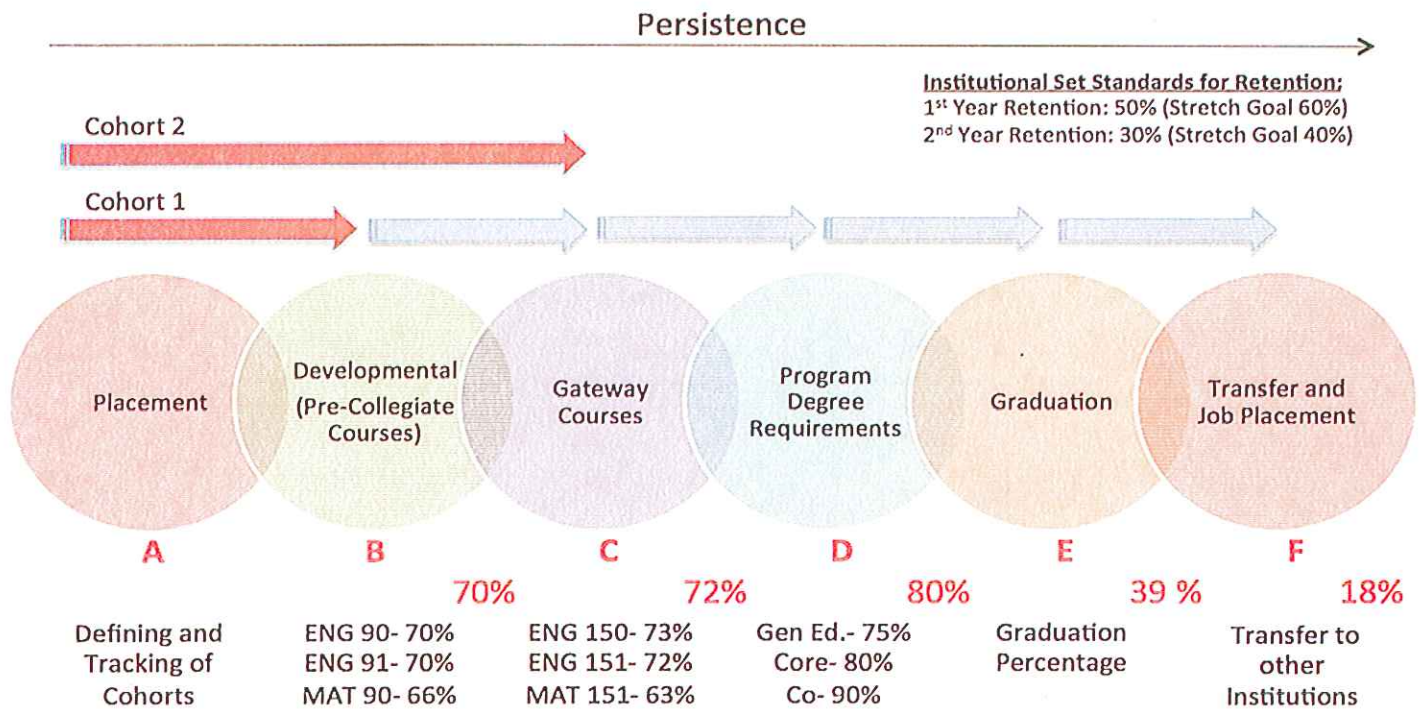 Persistence
Institutional Set Standards for Retention:
1st Year Retention: 50% (Stretch Goal 60%)
2nd Year Retention: 30% (Stretch Goal 40%)
Cohort 2
Cohort 1
Placement
Developmental
(Pre-Collegiate
Courses)
Gateway
Courses
Program
Degree
Requirements
Graduation
Transfer and
Job Placement
A
B
C
D
E
F
70%
72%
80%
39 %
18%
Defining and
Tracking of
Cohorts
ENG 90- 70%
ENG 91- 70%
MAT 90- 66%
ENG 150- 73%
ENG 151- 72%
MAT 151- 63%
Gen Ed.- 75%
Core- 80%
Co- 90%
Graduation
Percentage
Transfer to
other
Institutions